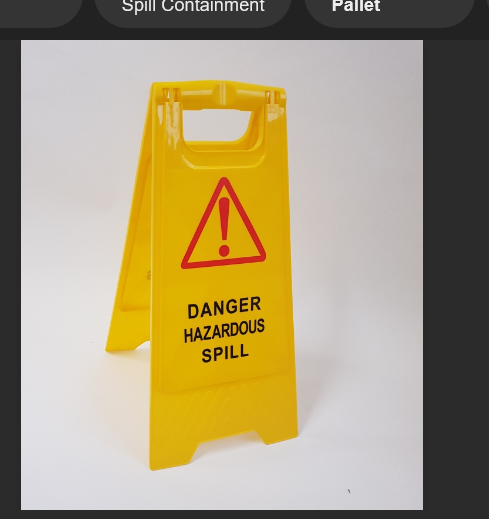 Spill Containment
Pallet
DANGER
HAZARDOUS
SPILL